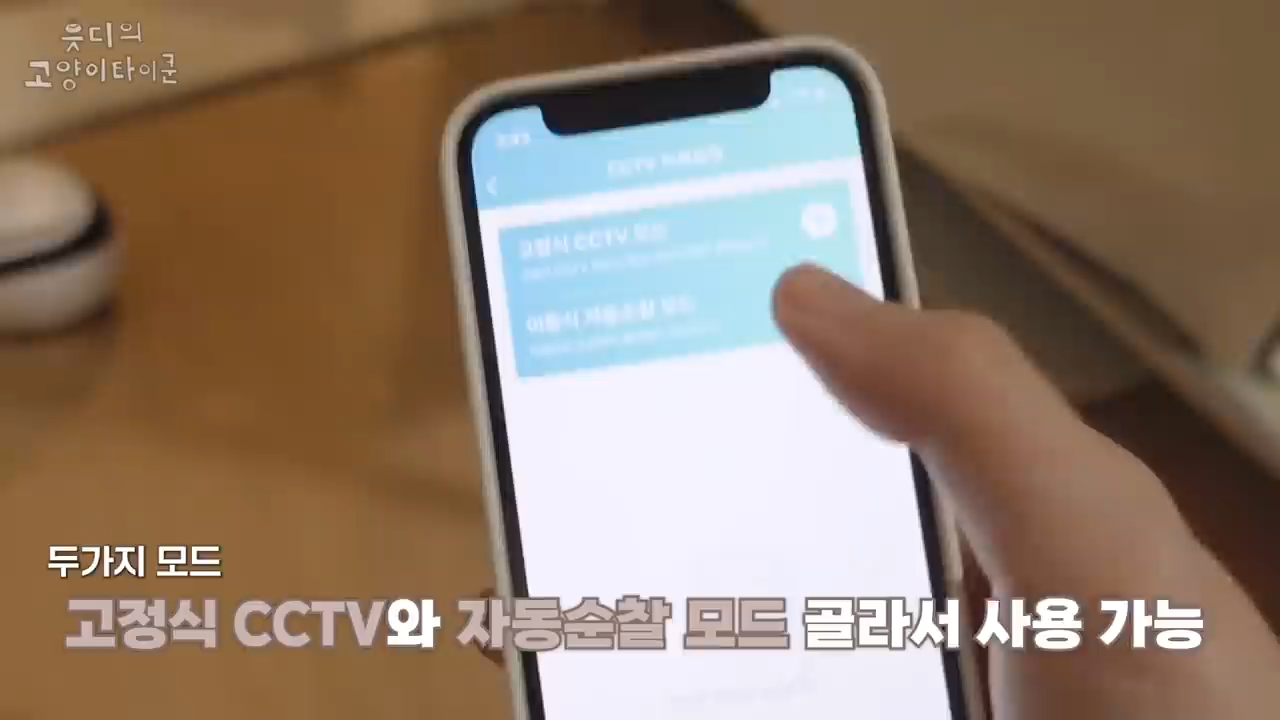 읏디의
고양이타이쿤
고정식 CCTV 모드
이동식 자동순찰 모드
두가지 모드
고정식 CCTV와 자동순찰 모드 골라서 사용 가능